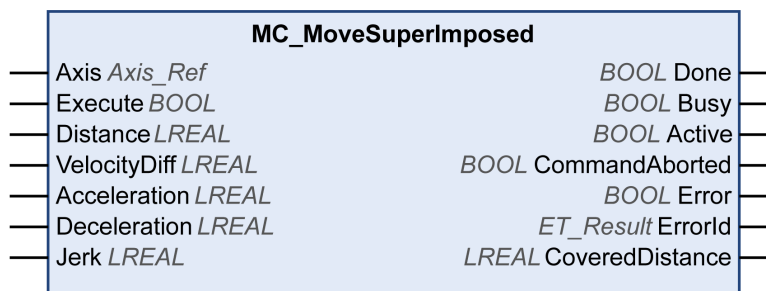 MC_MoveSuperImposed
Axis Axis_Ref BOOL Done
Execute BOOL BOOL Busy
Distance LREAL BOOL Active
VelocityDiff LREAL BOOL CommandAborted
Acceleration LREAL BOOL Error
Deceleration LREAL ET_Result ErrorId
Jerk LREAL LREAL CoveredDistance